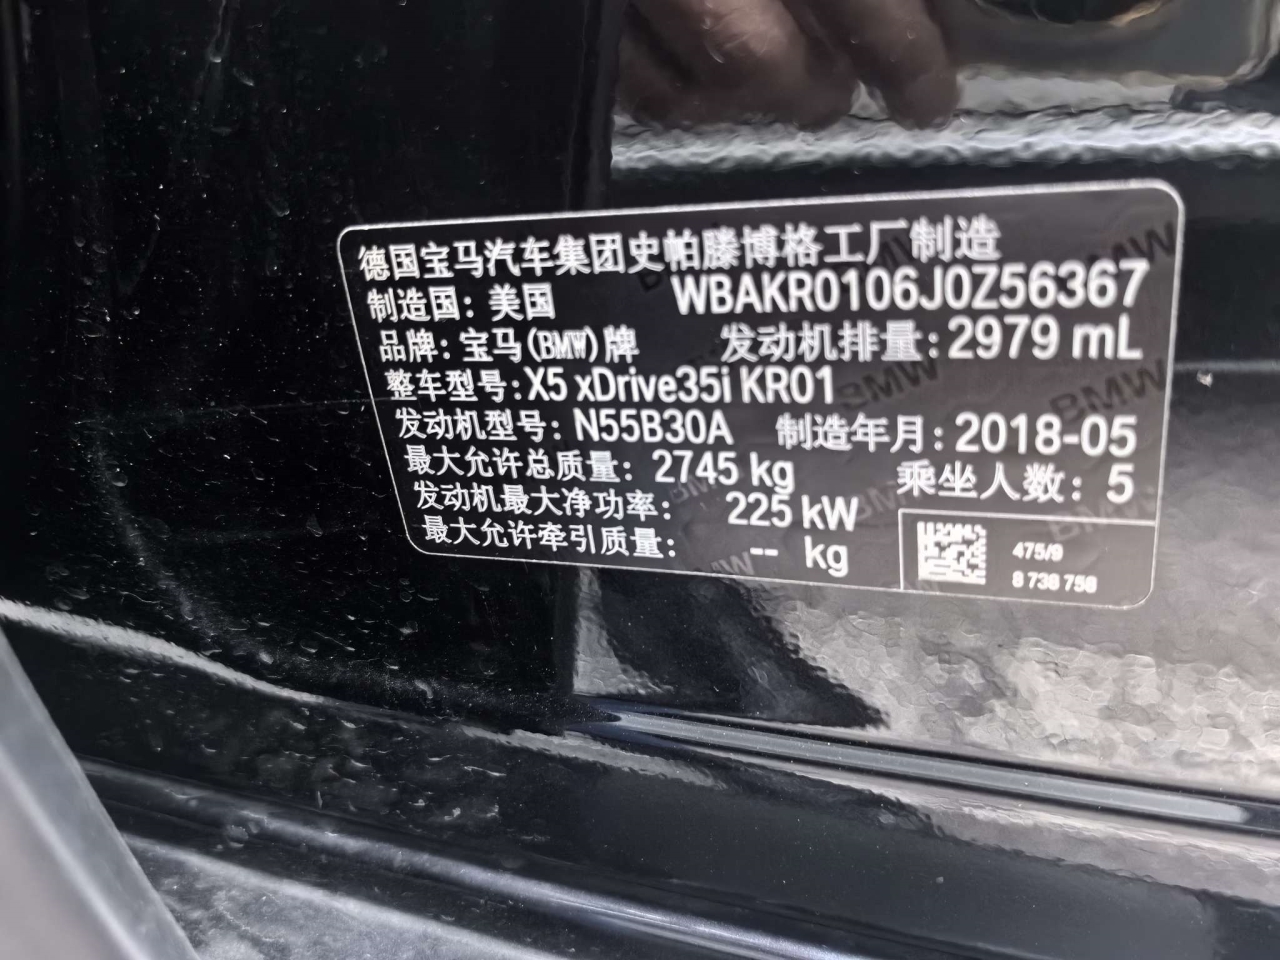 德国宝马汽车集团史帕滕博格工厂制造
制造国: 美国 WBAKR0106J0Z56367
品牌: 宝马(BMW)牌 发动机排量: 2979 mL
整车型号: X5 xDrive35i KR01
发动机型号: N55B30A 制造年月: 2018-05
最大允许总质量: 2745 kg 乘坐人数: 5
发动机最大净功率: 225 kW
最大允许牵引质量: -- kg
475/9
8 738 758